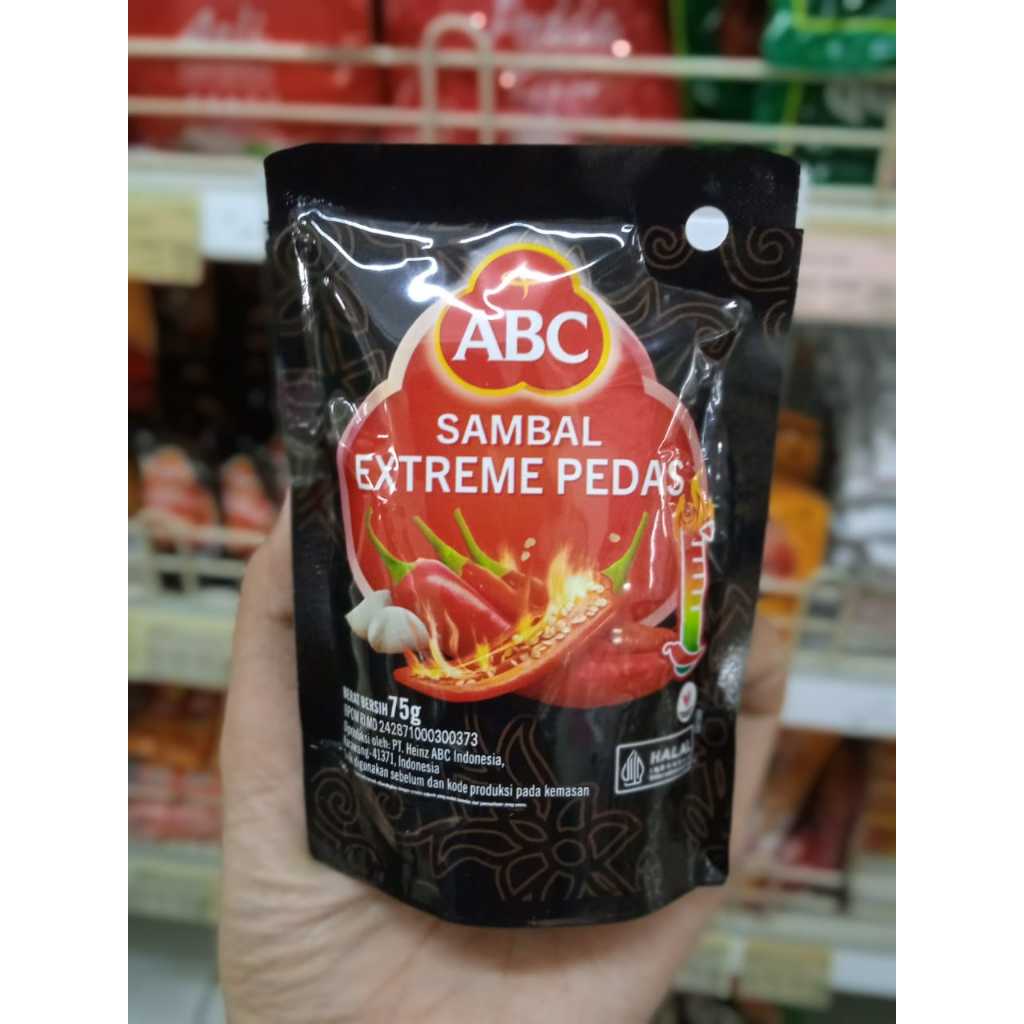 ABC
SAMBAL
EXTREME PEDAS
BERAT BERSIH 75g
BPOM RI MD 242871000300373
Diproduksi oleh: PT. Heinz ABC Indonesia,
Karawang- 41371, Indonesia
digunakan sebelum dan kode produksi pada kemasan
HALAL